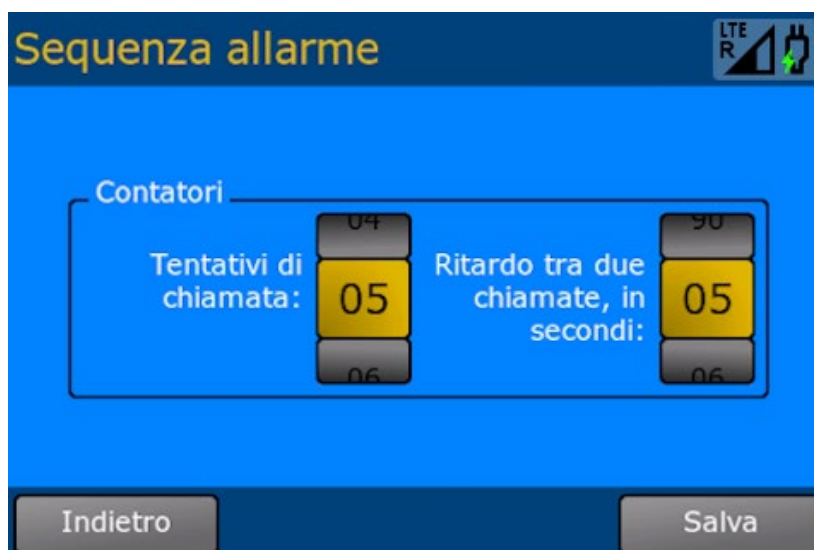 Sequenza allarme
LTE
R
Contatori
04
05
06
Tentativi di
chiamata:
Ritardo tra due
chiamate, in
secondi:
90
05
06
Indietro
Salva